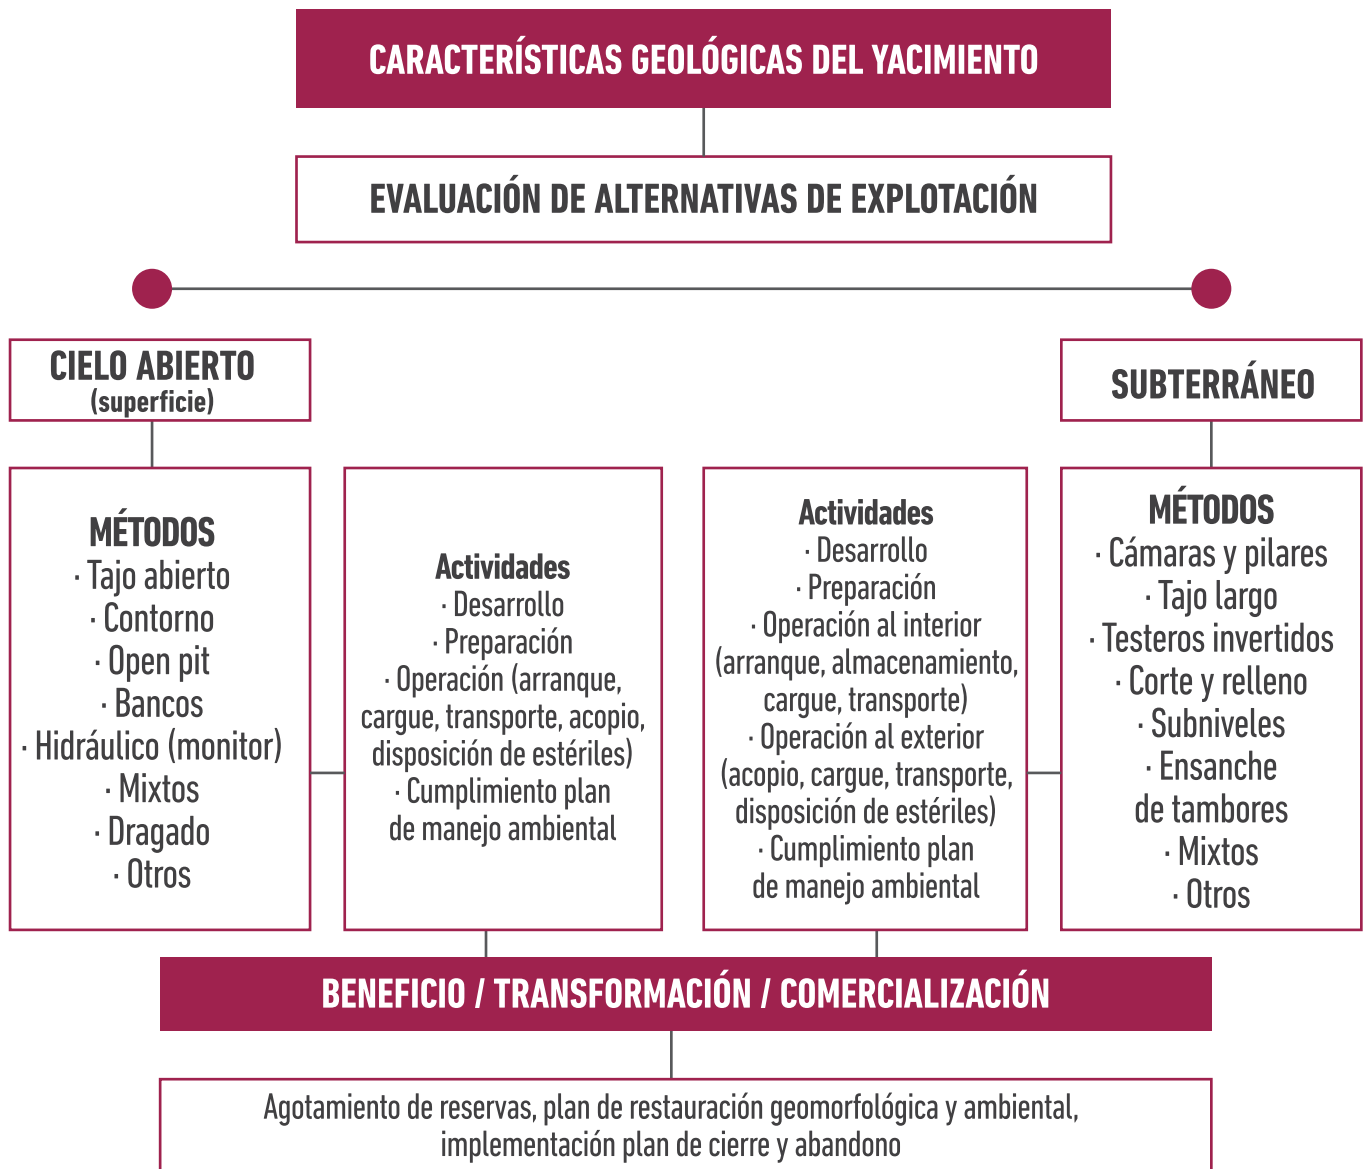 CARACTERÍSTICAS GEOLÓGICAS DEL YACIMIENTO
EVALUACIÓN DE ALTERNATIVAS DE EXPLOTACIÓN
CIELO ABIERTO
(superficie)
MÉTODOS
· Tajo abierto
· Contorno
· Open pit
· Bancos
· Hidráulico (monitor)
· Mixtos
· Dragado
· Otros
Actividades
· Desarrollo
· Preparación
· Operación (arranque,
cargue, transporte, acopio,
disposición de estériles)
· Cumplimiento plan
de manejo ambiental
Actividades
· Desarrollo
· Preparación
· Operación al interior
(arranque, almacenamiento,
cargue, transporte)
· Operación al exterior
(acopio, cargue, transporte,
disposición de estériles)
· Cumplimiento plan
de manejo ambiental
SUBTERRÁNEO
MÉTODOS
· Cámaras y pilares
· Tajo largo
· Testeros invertidos
· Corte y relleno
· Subniveles
· Ensanche
de tambores
· Mixtos
· Otros
BENEFICIO / TRANSFORMACIÓN / COMERCIALIZACIÓN
Agotamiento de reservas, plan de restauración geomorfológica y ambiental,
implementación plan de cierre y abandono